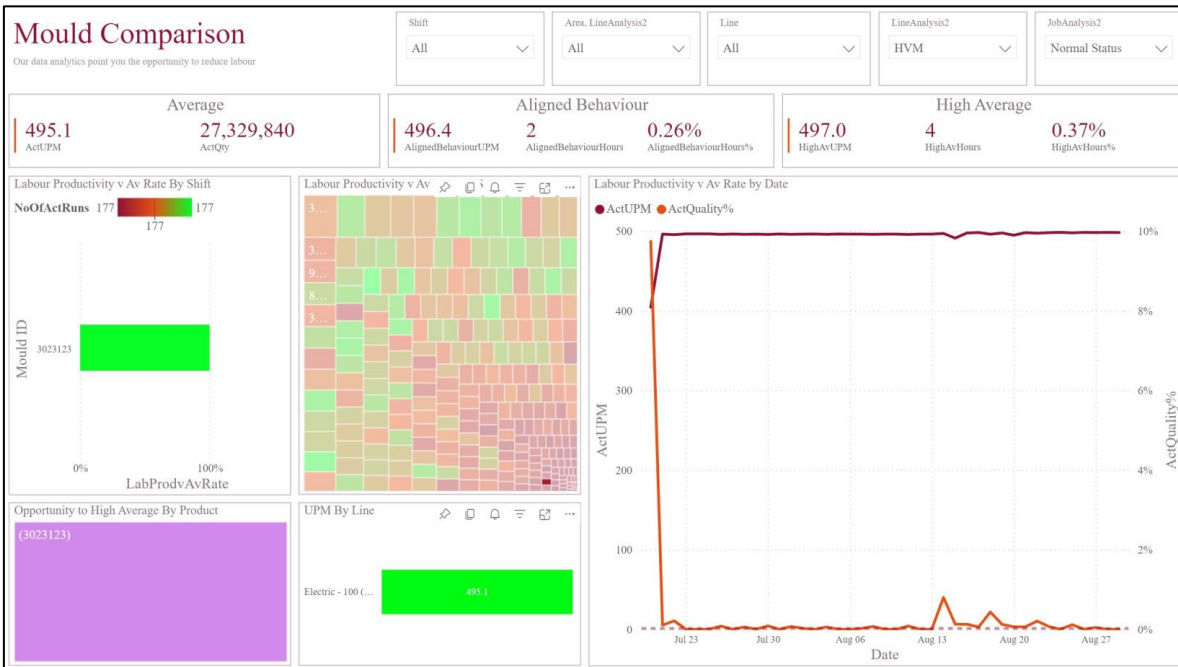 Mould Comparison
Our data analytics point you the opportunity to reduce labour
Shift
All
Area, LineAnalysis2
All
Line
All
LineAnalysis2
HVM
JobAnalysis2
Normal Status
Average
495.1
ActUPM
27,329,840
ActQty
Aligned Behaviour
496.4
AlignedBehaviourUPM
2
AlignedBehaviourHours
0.26%
AlignedBehaviourHours%
High Average
497.0
HighAvUPM
4
HighAvHours
0.37%
HighAvHours%
Labour Productivity v Av Rate By Shift
NoOfActRuns 177 177
177
Mould ID
3023123
0% 100%
LabProdvAvRate
Labour Productivity v Av
3...
3...
9...
8...
3...
Labour Productivity v Av Rate by Date
ActUPM ActQuality%
500 10%
400 8%
300 6%
200 4%
100 2%
0 0%
ActUPM
ActQuality%
Jul 23 Jul 30 Aug 06 Aug 13 Aug 20 Aug 27
Date
Opportunity to High Average By Product
(3023123)
UPM By Line
Electric - 100 (... 495.1